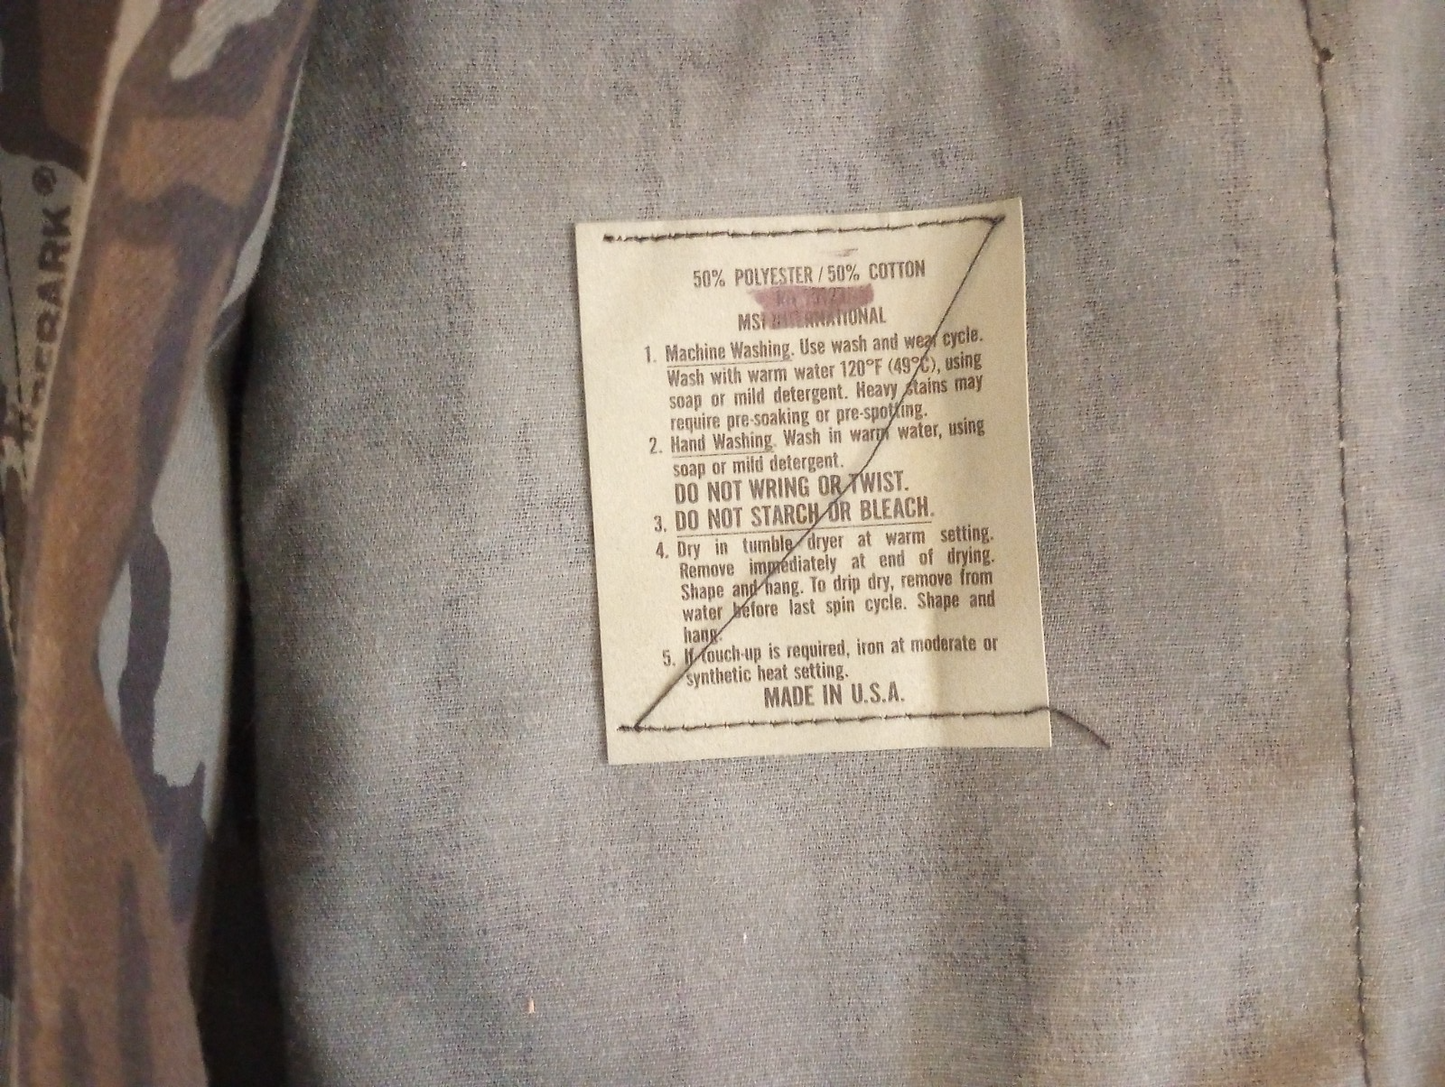 50% POLYESTER / 50% COTTON
MSI INTERNATIONAL
1. Machine Washing. Use wash and wear cycle.
Wash with warm water 120°F (49°C), using
soap or mild detergent. Heavy stains may
require pre-soaking or pre-spotting.
2. Hand Washing. Wash in warm water, using
soap or mild detergent.
DO NOT WRING OR TWIST.
3. DO NOT STARCH OR BLEACH.
4. Dry in tumble dryer at warm setting.
Remove immediately at end of drying.
Shape and hang. To drip dry, remove from
water before last spin cycle. Shape and
hang.
5. If touch-up is required, iron at moderate or
synthetic heat setting.
MADE IN U.S.A.